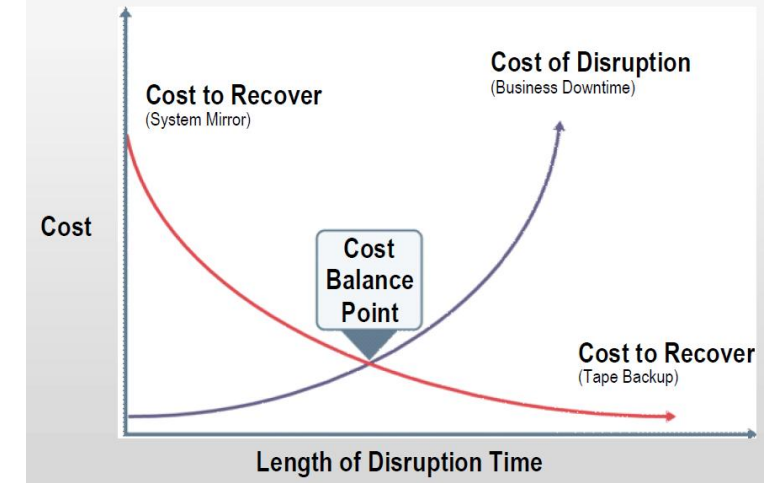 Cost of Disruption
(Business Downtime)
Cost to Recover
(System Mirror)
Cost
Cost
Balance
Point
Cost to Recover
(Tape Backup)
Length of Disruption Time